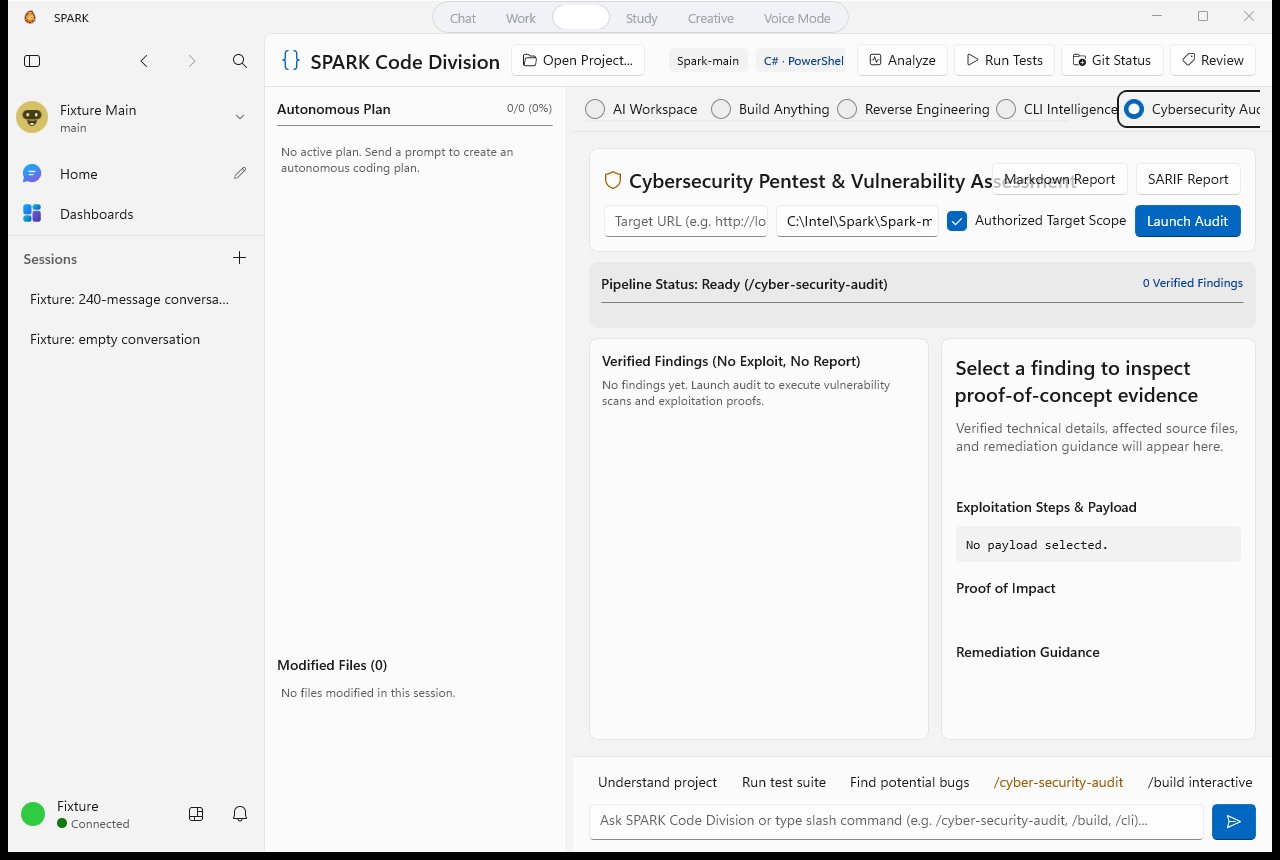 SPARK
Chat
Work
Study
Creative
Voice Mode
SPARK Code Division
Open Project...
Spark-main
C# · PowerShel
Analyze
Run Tests
Git Status
Review
Fixture Main
main
Home
Dashboards
Sessions
Fixture: 240-message conversa...
Fixture: empty conversation
Fixture
Connected
Autonomous Plan
0/0 (0%)
No active plan. Send a prompt to create an
autonomous coding plan.
Modified Files (0)
No files modified in this session.
AI Workspace
Build Anything
Reverse Engineering
CLI Intelligence
Cybersecurity Au
Cybersecurity Pentest & Vulnerability Assessment
Markdown Report
SARIF Report
Target URL (e.g. http://lo
C:\Intel\Spark\Spark-m
Authorized Target Scope
Launch Audit
Pipeline Status: Ready (/cyber-security-audit)
0 Verified Findings
Verified Findings (No Exploit, No Report)
No findings yet. Launch audit to execute vulnerability
scans and exploitation proofs.
Select a finding to inspect
proof-of-concept evidence
Verified technical details, affected source files,
and remediation guidance will appear here.
Exploitation Steps & Payload
No payload selected.
Proof of Impact
Remediation Guidance
Understand project
Run test suite
Find potential bugs
/cyber-security-audit
/build interactive
Ask SPARK Code Division or type slash command (e.g. /cyber-security-audit, /build, /cli)...